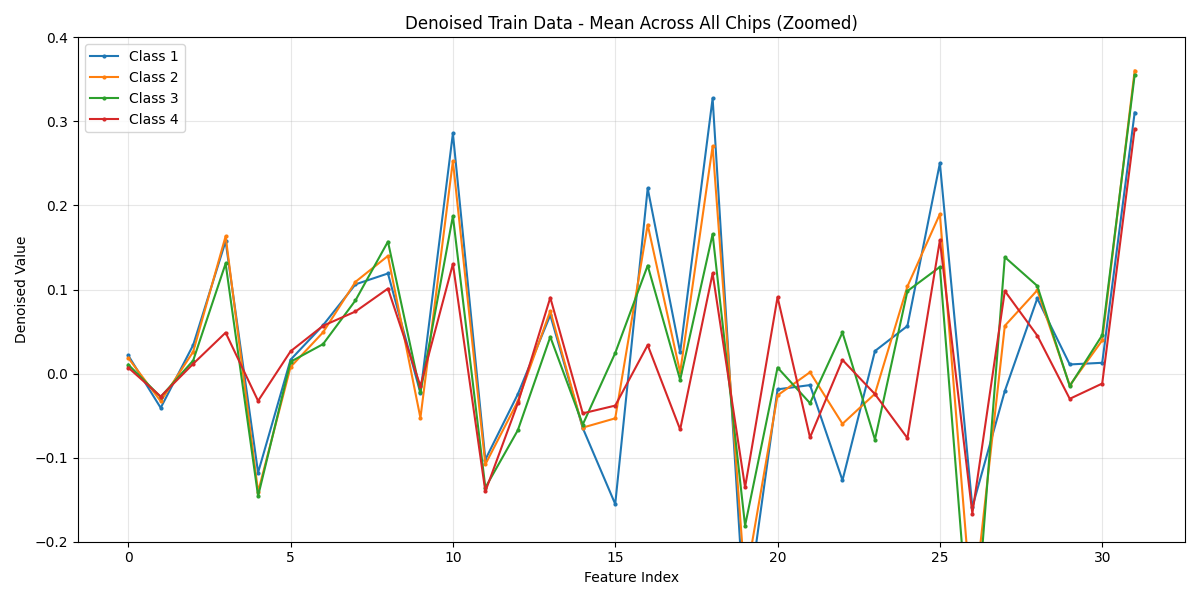 Denoised Train Data - Mean Across All Chips (Zoomed)
Class 1
Class 2
Class 3
Class 4
Denoised Value
0.4
0.3
0.2
0.1
0.0
−0.1
−0.2
0 5 10 15 20 25 30
Feature Index